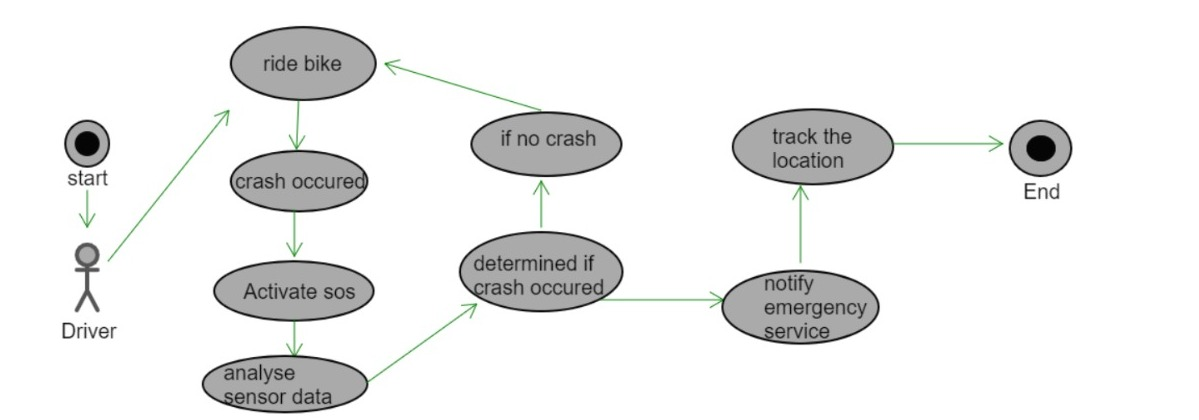 start
Driver
ride bike
crash occured
Activate sos
analyse
sensor data
determined if
crash occured
if no crash
notify
emergency
service
track the
location
End